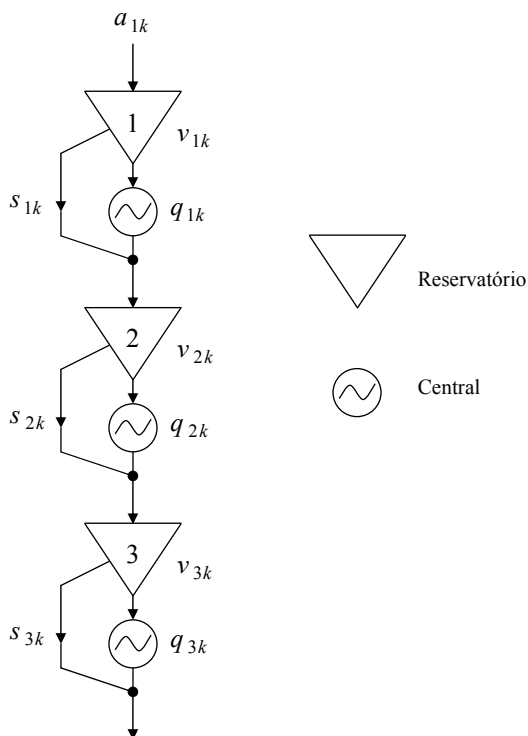 a1k
1
v1k
s1k
q1k
2
v2k
s2k
q2k
3
v3k
s3k
q3k
Reservatório
Central